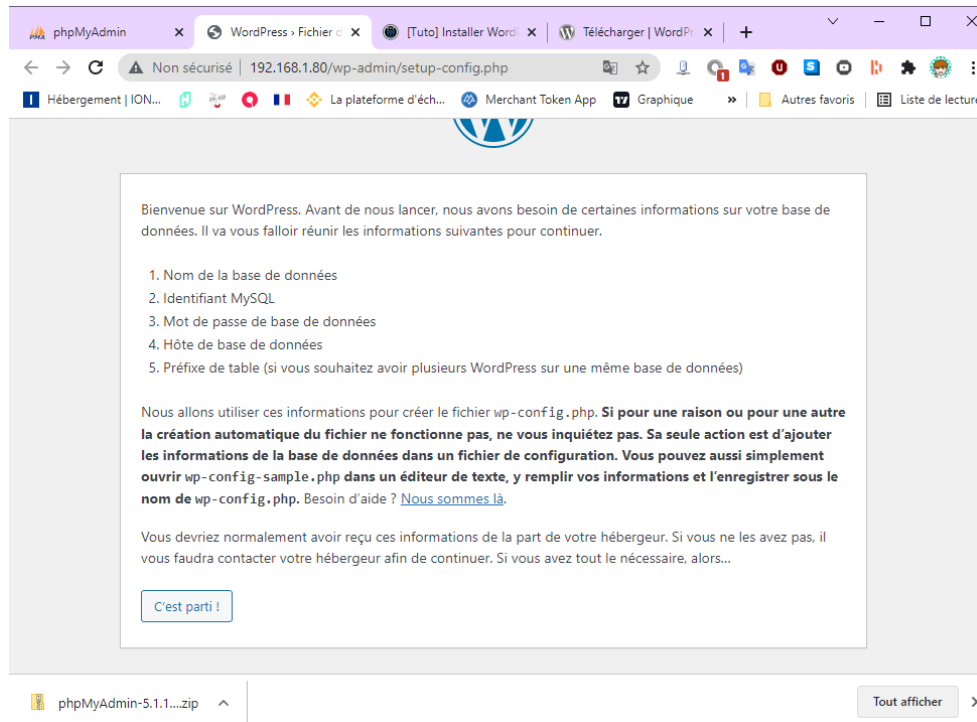 phpMyAdmin
WordPress › Fichier
[Tuto] Installer Word
Télécharger | WordPr
Non sécurisé | 192.168.1.80/wp-admin/setup-config.php
Hébergement | ION...
La plateforme d'éch...
Merchant Token App
Graphique
»
Autres favoris
Liste de lecture
Bienvenue sur WordPress. Avant de nous lancer, nous avons besoin de certaines informations sur votre base de
données. Il va vous falloir réunir les informations suivantes pour continuer.
1. Nom de la base de données
2. Identifiant MySQL
3. Mot de passe de base de données
4. Hôte de base de données
5. Préfixe de table (si vous souhaitez avoir plusieurs WordPress sur une même base de données)
Nous allons utiliser ces informations pour créer le fichier wp-config.php. Si pour une raison ou pour une autre
la création automatique du fichier ne fonctionne pas, ne vous inquiétez pas. Sa seule action est d’ajouter
les informations de la base de données dans un fichier de configuration. Vous pouvez aussi simplement
ouvrir wp-config-sample.php dans un éditeur de texte, y remplir vos informations et l’enregistrer sous le
nom de wp-config.php. Besoin d’aide ? Nous sommes là.
Vous devriez normalement avoir reçu ces informations de la part de votre hébergeur. Si vous ne les avez pas, il
vous faudra contacter votre hébergeur afin de continuer. Si vous avez tout le nécessaire, alors…
C’est parti !
phpMyAdmin-5.1.1....zip
Tout afficher